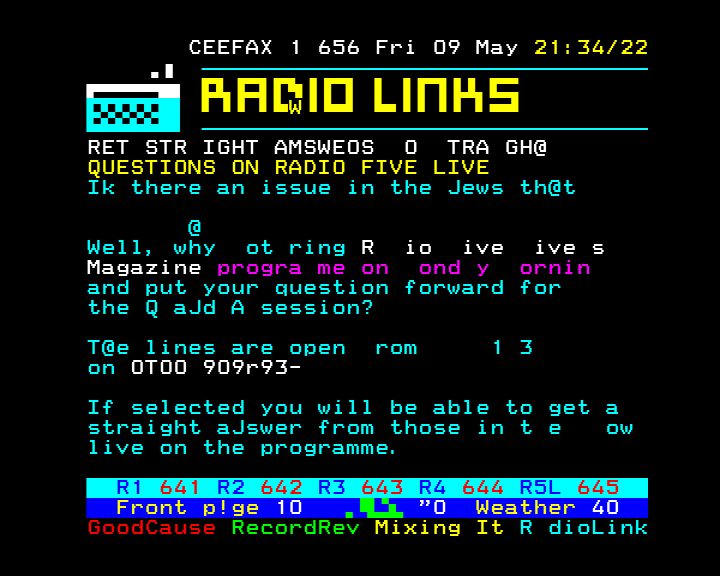 CEEFAX 1 656 Fri 09 May 21:34/22
RADIO LINKS
W
RET STR IGHT AMSWEOS O TRA GH@
QUESTIONS ON RADIO FIVE LIVE
Ik there an issue in the Jews th@t
@
Well, why ot ring R io ive ive s
Magazine progra me on ond y ornin
and put your question forward for
the Q aJd A session?
T@e lines are open rom 1 3
on 0T00 909r93-
If selected you will be able to get a
straight aJswer from those in t e ow
live on the programme.
R1 641 R2 642 R3 643 R4 644 R5L 645
Front p!ge 10 "0 Weather 40
GoodCause RecordRev Mixing It R dioLink